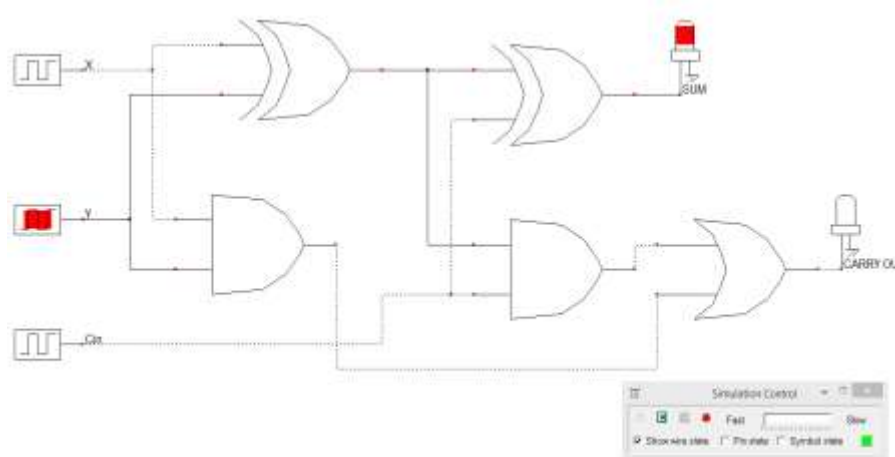 X
SUM
Y
CARRY OU
Cin
Simulation Control
Fast Slow
Show wire state Pin state Symbol state